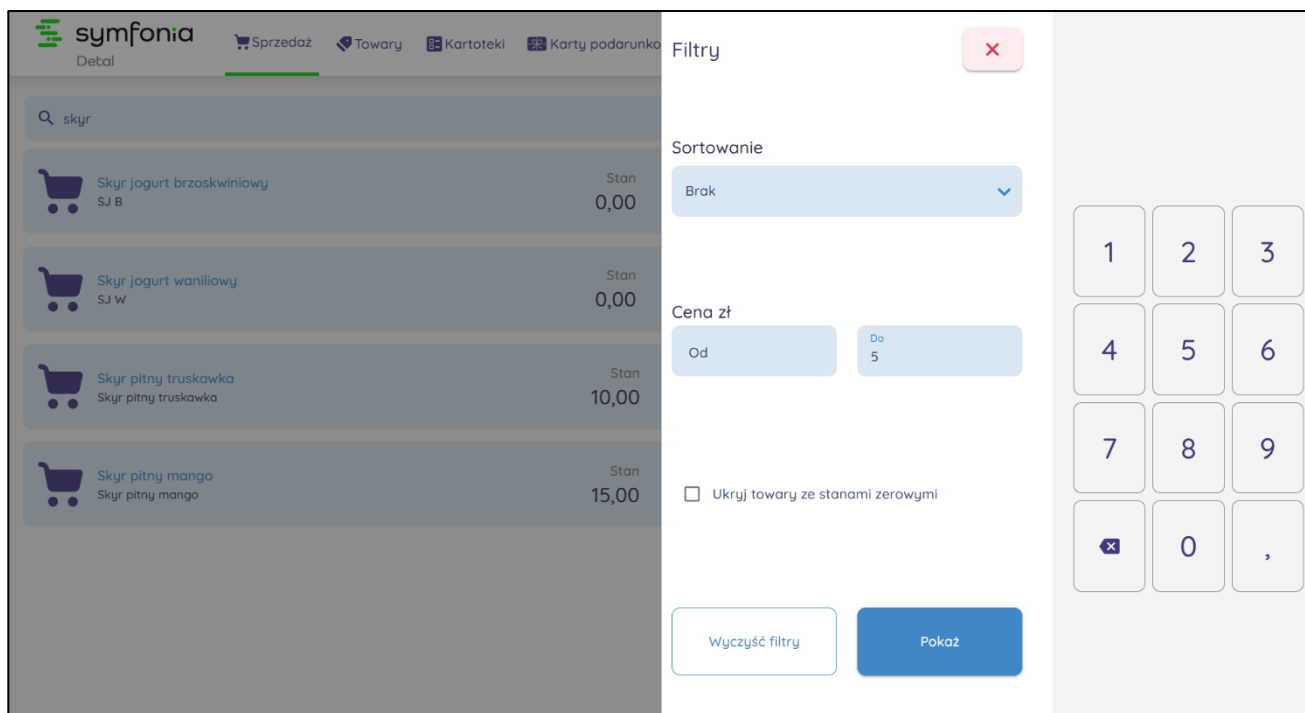 symfonia
Detal
Sprzedaż Towary Kartoteki Karty podarunko
skyr
Skyr jogurt brzoskwiniowy
SJ B
Stan
0,00
Skyr jogurt waniliowy
SJ W
Stan
0,00
Skyr pitny truskawka
Skyr pitny truskawka
Stan
10,00
Skyr pitny mango
Skyr pitny mango
Stan
15,00
Filtry
Sortowanie
Brak
Cena zł
Od
Do
5
Ukryj towary ze stanami zerowymi
Wyczyść filtry
Pokaż
1 2 3
4 5 6
7 8 9
0 ,